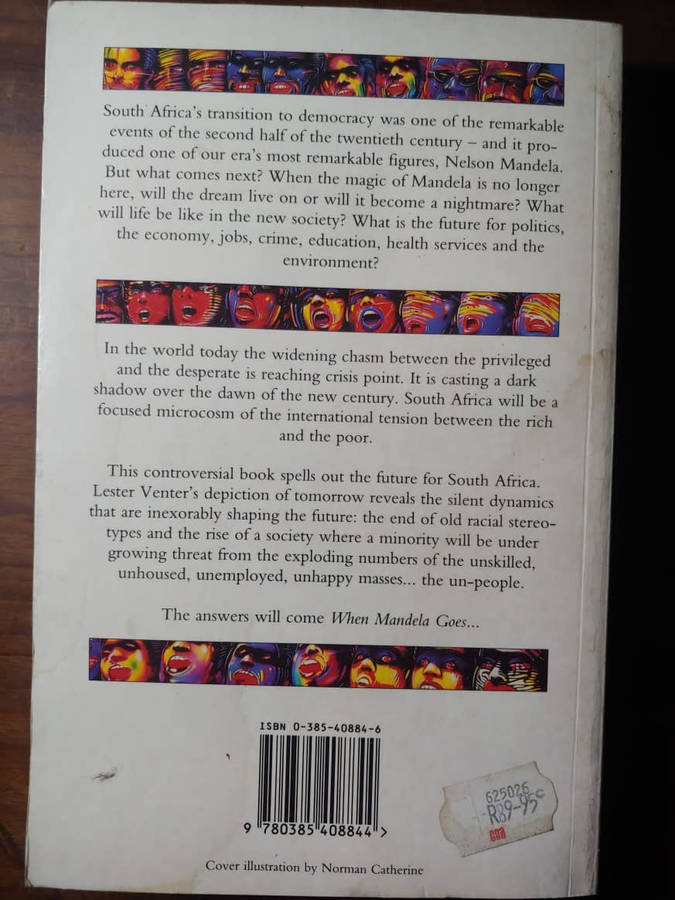 South Africa's transition to democracy was one of the remarkable
events of the second half of the twentieth century – and it pro-
duced one of our era's most remarkable figures, Nelson Mandela.
But what comes next? When the magic of Mandela is no longer
here, will the dream live on or will it become a nightmare? What
will life be like in the new society? What is the future for politics,
the economy, jobs, crime, education, health services and the
environment?
In the world today the widening chasm between the privileged
and the desperate is reaching crisis point. It is casting a dark
shadow over the dawn of the new century. South Africa will be a
focused microcosm of the international tension between the rich
and the poor.
This controversial book spells out the future for South Africa.
Lester Venter's depiction of tomorrow reveals the silent dynamics
that are inexorably shaping the future: the end of old racial stereo-
types and the rise of a society where a minority will be under
growing threat from the exploding numbers of the unskilled,
unhoused, unemployed, unhappy masses... the un-people.
The answers will come When Mandela Goes...
ISBN 0-385-40884-6
9 780385 408844 >
625026
R89-95c
Cover illustration by Norman Catherine